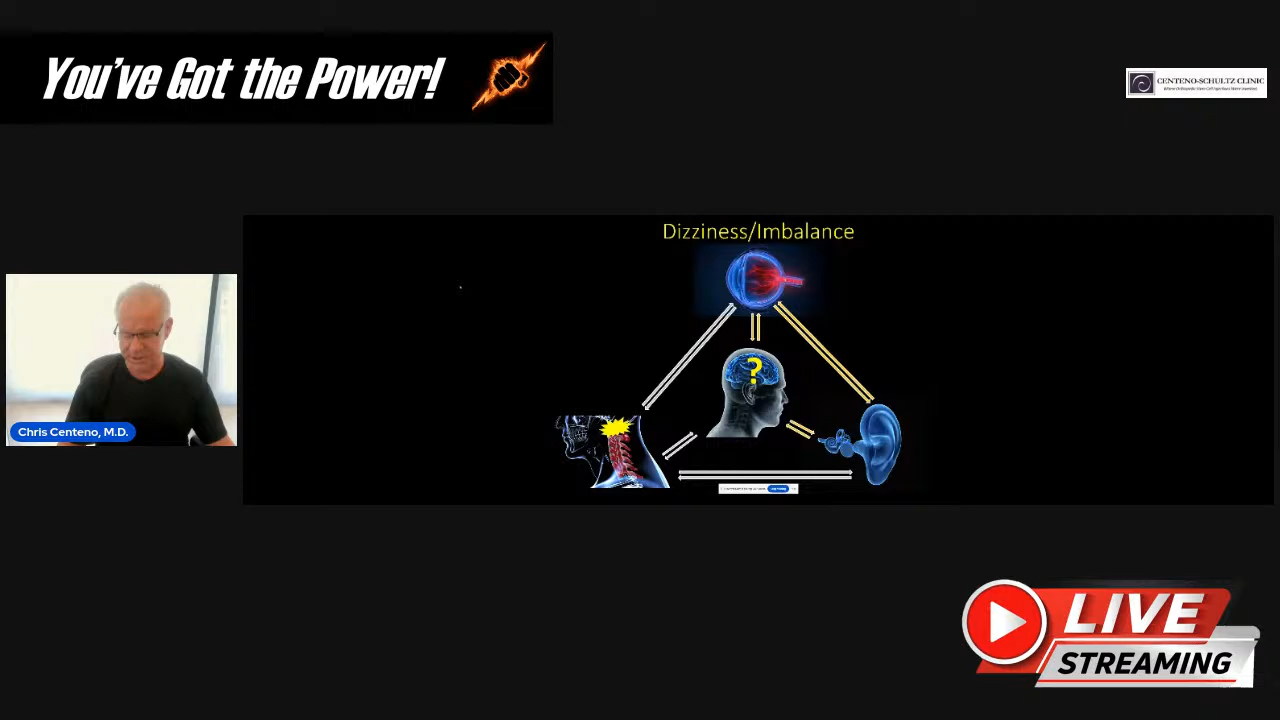 You've Got the Power!
CENTENO-SCHULTZ CLINIC
Dizziness/Imbalance
?
Chris Centeno, M.D.
LIVE
STREAMING